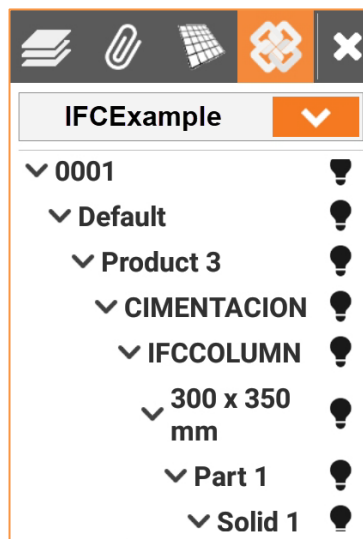 IFCExample
0001
Default
Product 3
CIMENTACION
IFCCOLUMN
300 x 350
mm
Part 1
Solid 1